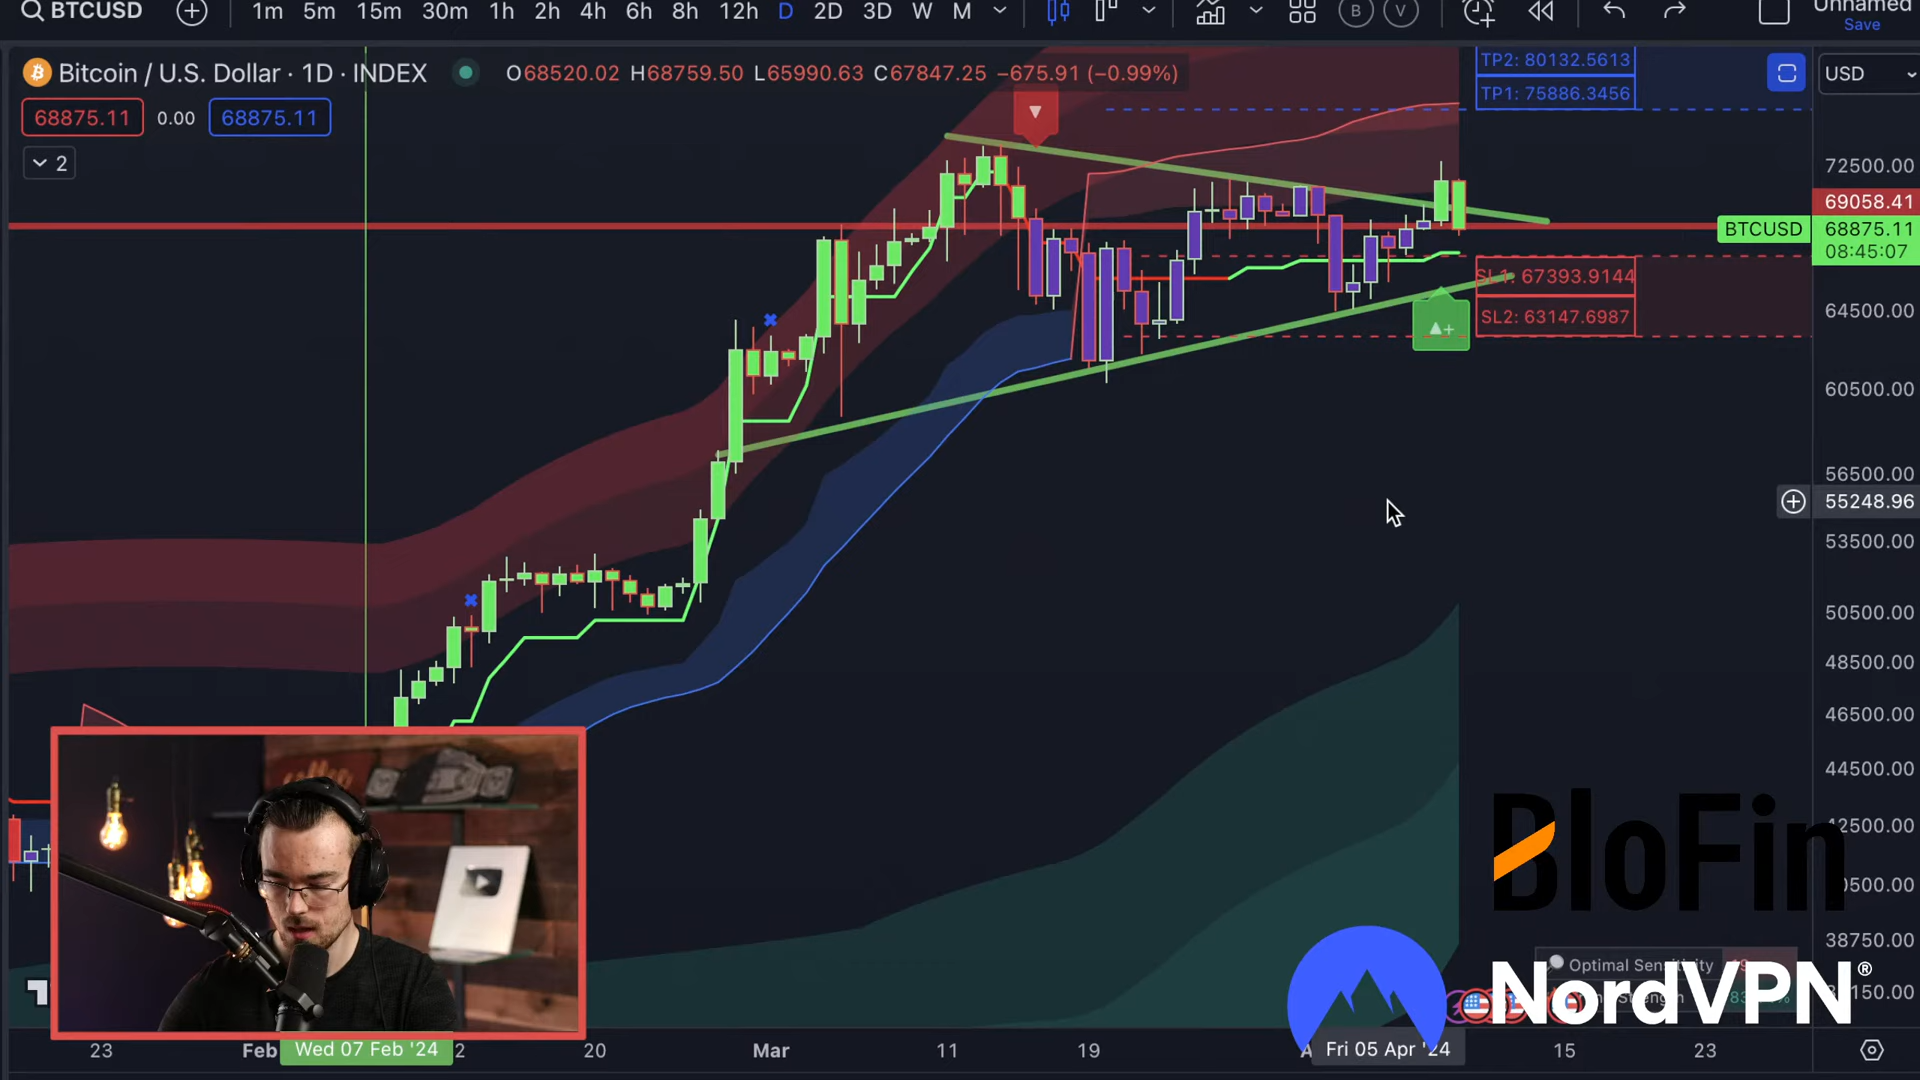 BTCUSD 1m 5m 15m 30m 1h 2h 4h 6h 8h 12h D 2D 3D W M B V Unnamed
Save
Bitcoin / U.S. Dollar · 1D · INDEX O68520.02 H68759.50 L65990.63 C67847.25 −675.91 (−0.99%)
TP2: 80132.5613
TP1: 75886.3456
USD
68875.11 0.00 68875.11
2
72500.00
69058.41
BTCUSD 68875.11
08:45:07
SL1: 67393.9144
SL2: 63147.6987
64500.00
60500.00
56500.00
55248.96
53500.00
50500.00
48500.00
46500.00
44500.00
42500.00
BloFin
38750.00
Optimal Sensitivity
NordVPN®
23 Feb Wed 07 Feb '24 20 Mar 11 19 Fri 05 Apr '24 15 23